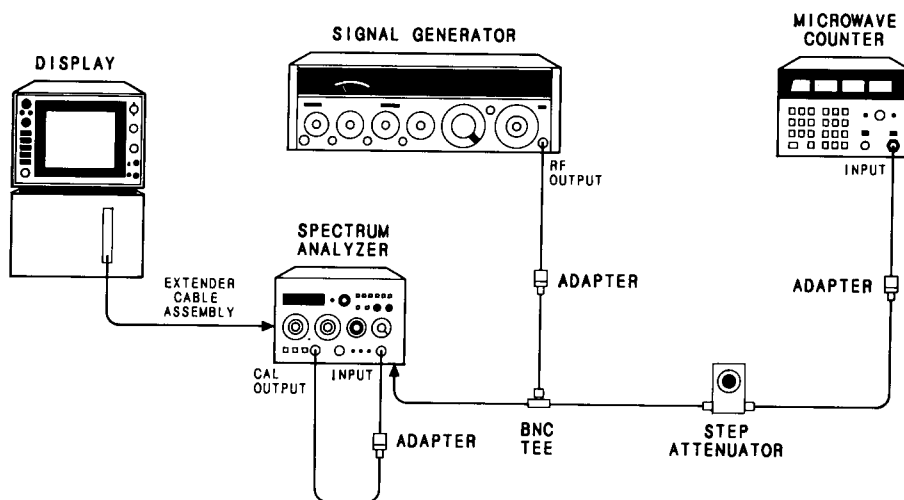 SIGNAL GENERATOR
MICROWAVE
COUNTER
DISPLAY
RF
OUTPUT
INPUT
SPECTRUM
ANALYZER
ADAPTER
ADAPTER
EXTENDER
CABLE
ASSEMBLY
CAL
OUTPUT
INPUT
ADAPTER
BNC
TEE
STEP
ATTENUATOR